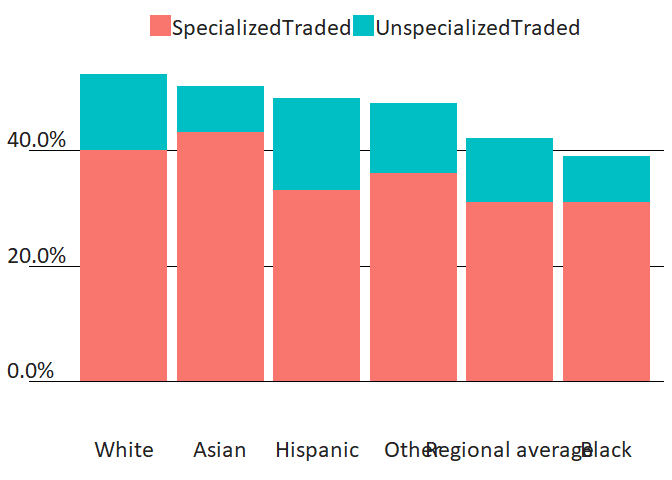 SpecializedTraded UnspecializedTraded
40.0%
20.0%
0.0%
White Asian Hispanic Other Regional average Black